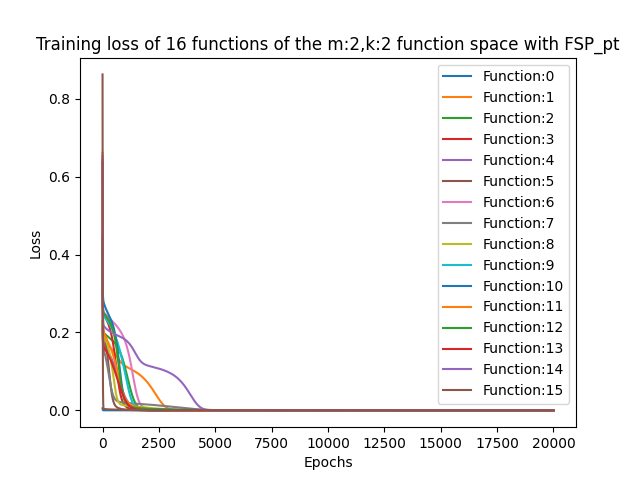 Training loss of 16 functions of the m:2,k:2 function space with FSP_pt
Loss
0.8
0.6
0.4
0.2
0.0
Function:0
Function:1
Function:2
Function:3
Function:4
Function:5
Function:6
Function:7
Function:8
Function:9
Function:10
Function:11
Function:12
Function:13
Function:14
Function:15
0 2500 5000 7500 10000 12500 15000 17500 20000
Epochs